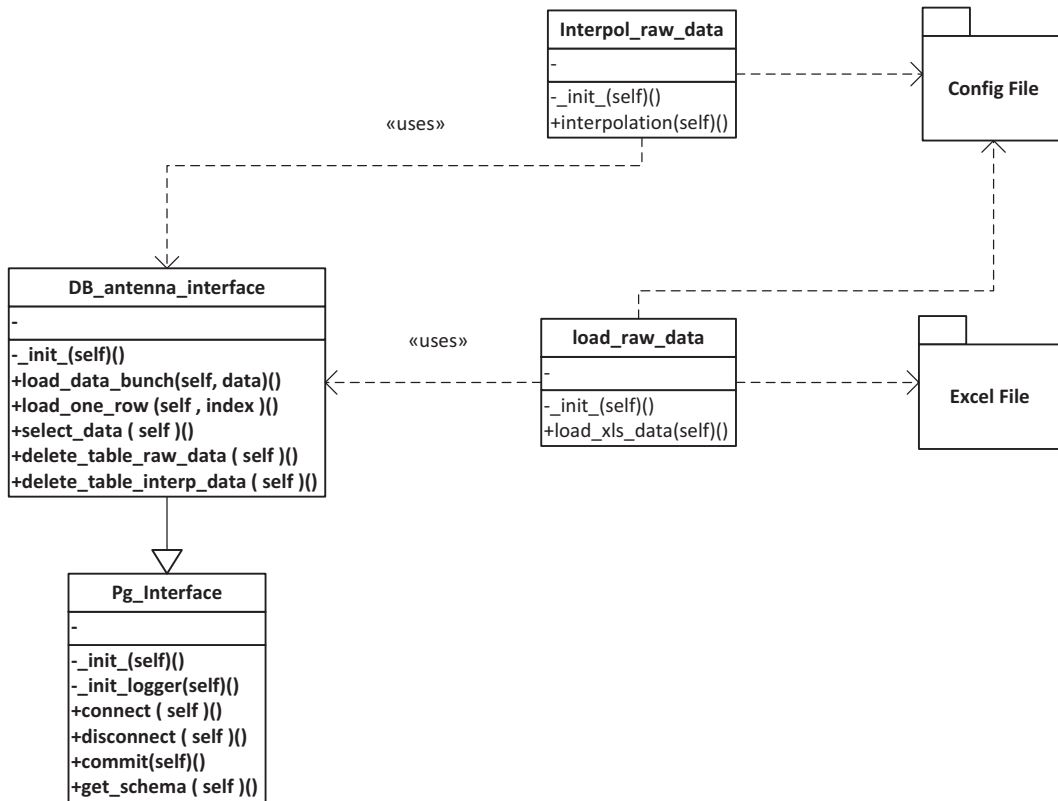 Interpol_raw_data
-
-_init_(self)()
+interpolation(self)()
Config File
«uses»
DB_antenna_interface
-
-_init_(self)()
+load_data_bunch(self, data)()
+load_one_row (self , index )()
+select_data ( self )()
+delete_table_raw_data ( self )()
+delete_table_interp_data ( self )()
«uses»
load_raw_data
-
-_init_(self)()
+load_xls_data(self)()
Excel File
Pg_Interface
-
-_init_(self)()
-_init_logger(self)()
+connect ( self )()
+disconnect ( self )()
+commit(self)()
+get_schema ( self )()